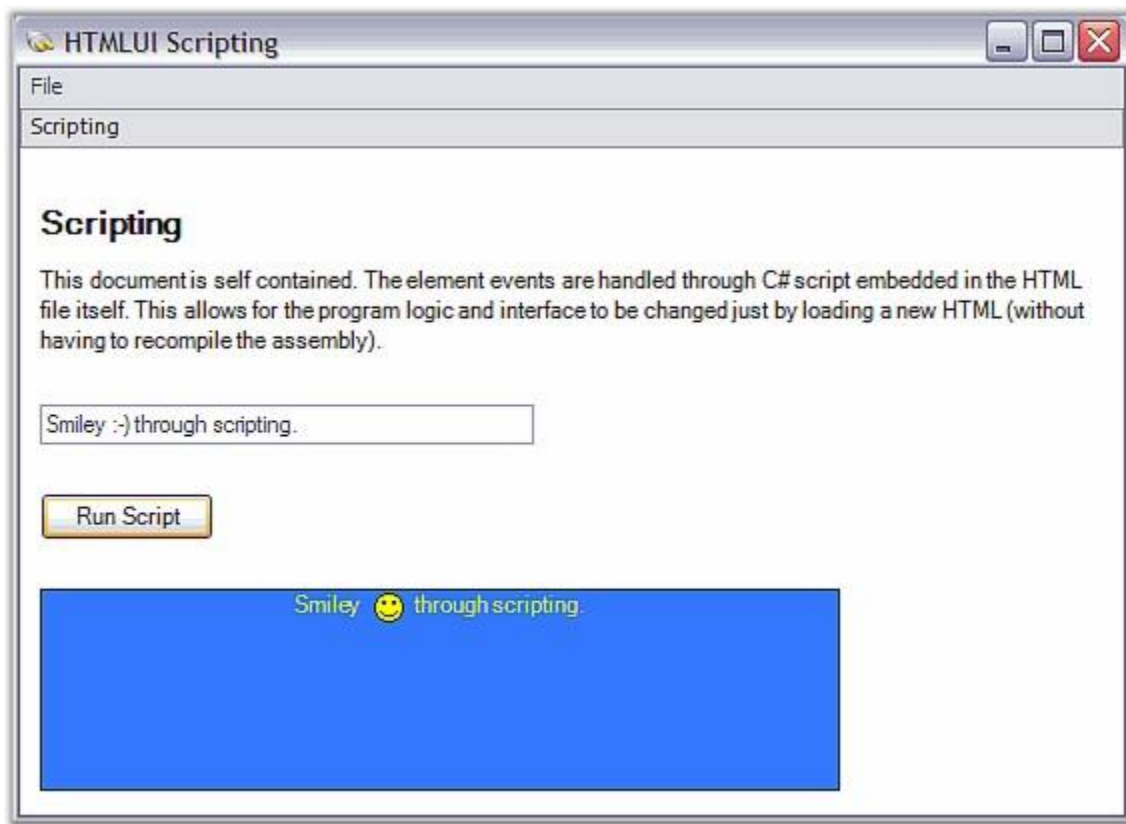 HTMLUI Scripting
File
Scripting
Scripting
This document is self contained. The element events are handled through C# script embedded in the HTML
file itself. This allows for the program logic and interface to be changed just by loading a new HTML (without
having to recompile the assembly).
Smiley :-) through scripting.
Run Script
Smiley through scripting.